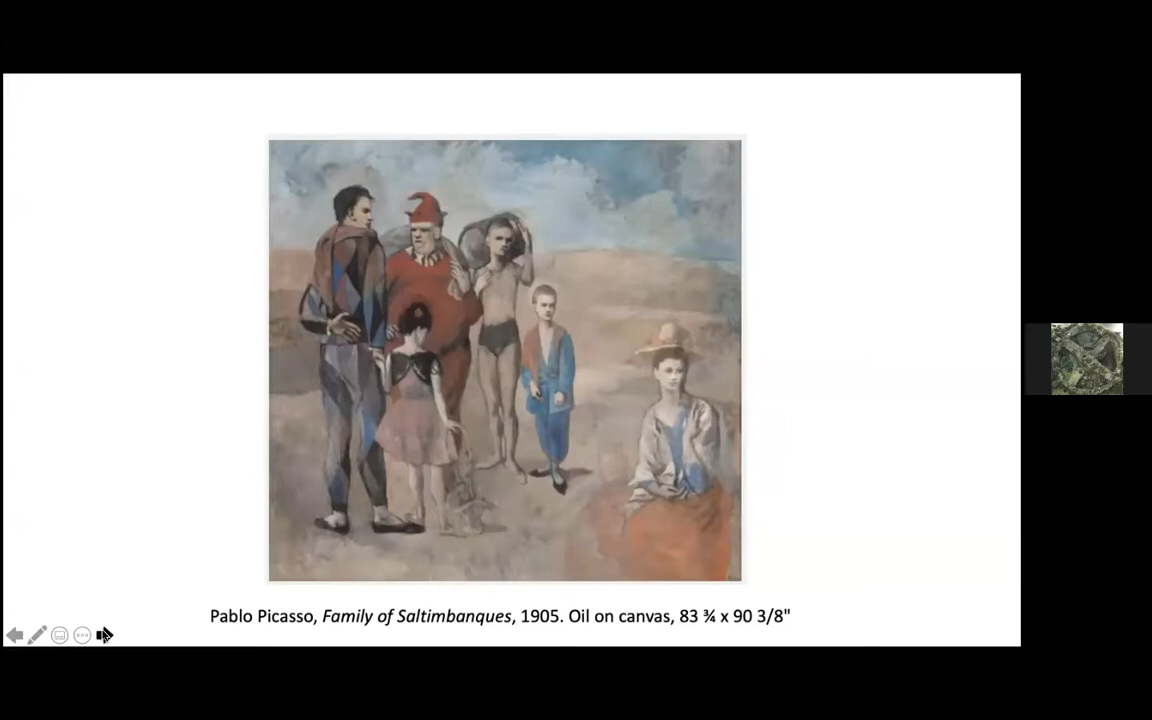 Pablo Picasso, Family of Saltimbanques, 1905. Oil on canvas, 83 ¾ x 90 3/8"